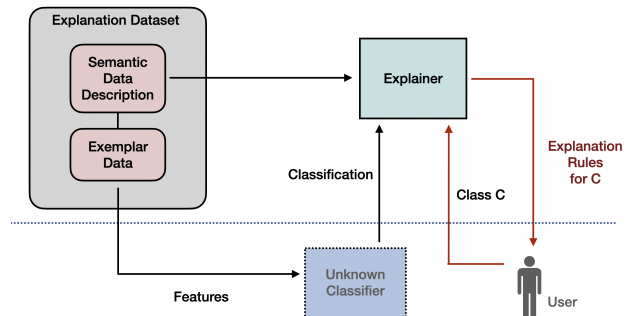 Explanation Dataset
Semantic
Data
Description
Exemplar
Data
Explainer
Explanation
Rules
for C
Classification
Class C
Unknown
Classifier
Features
User